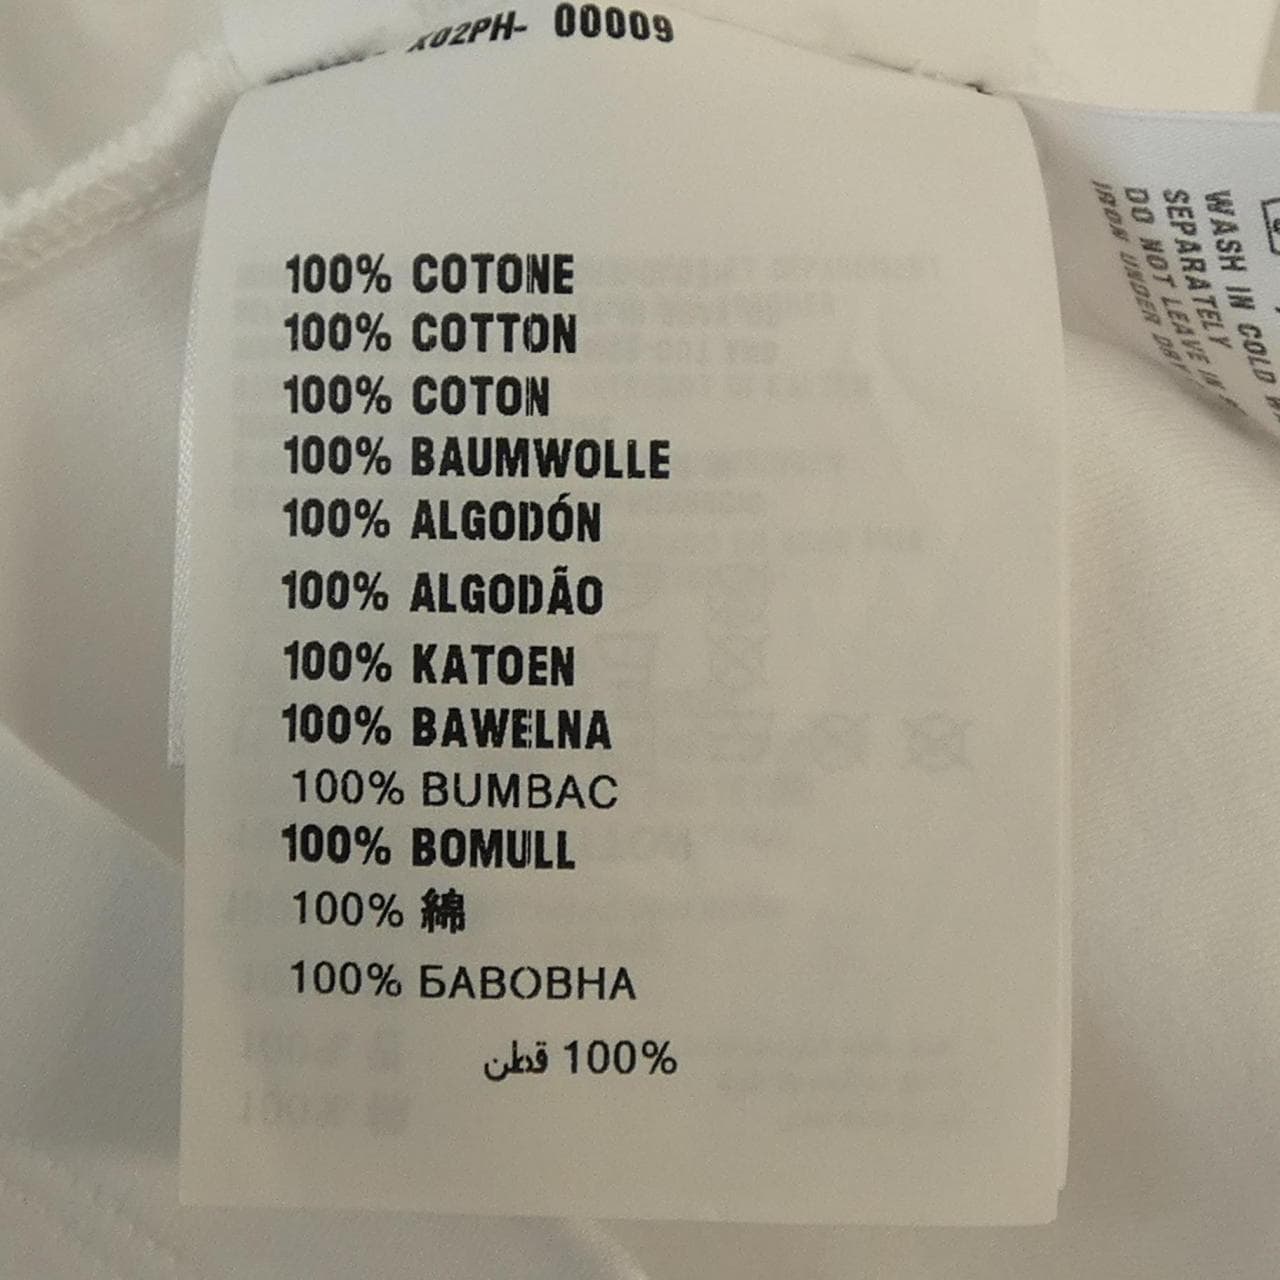 X02PH- 00009
100% COTONE
100% COTTON
100% COTON
100% BAUMWOLLE
100% ALGODÓN
100% ALGODÃO
100% KATOEN
100% BAWELNA
100% BUMBAC
100% BOMULL
100% 綿
100% БАВОВНА
100% قطن
WASH IN COLD
SEPARATELY
DO NOT LEAVE IN
IRON UNDER DRY